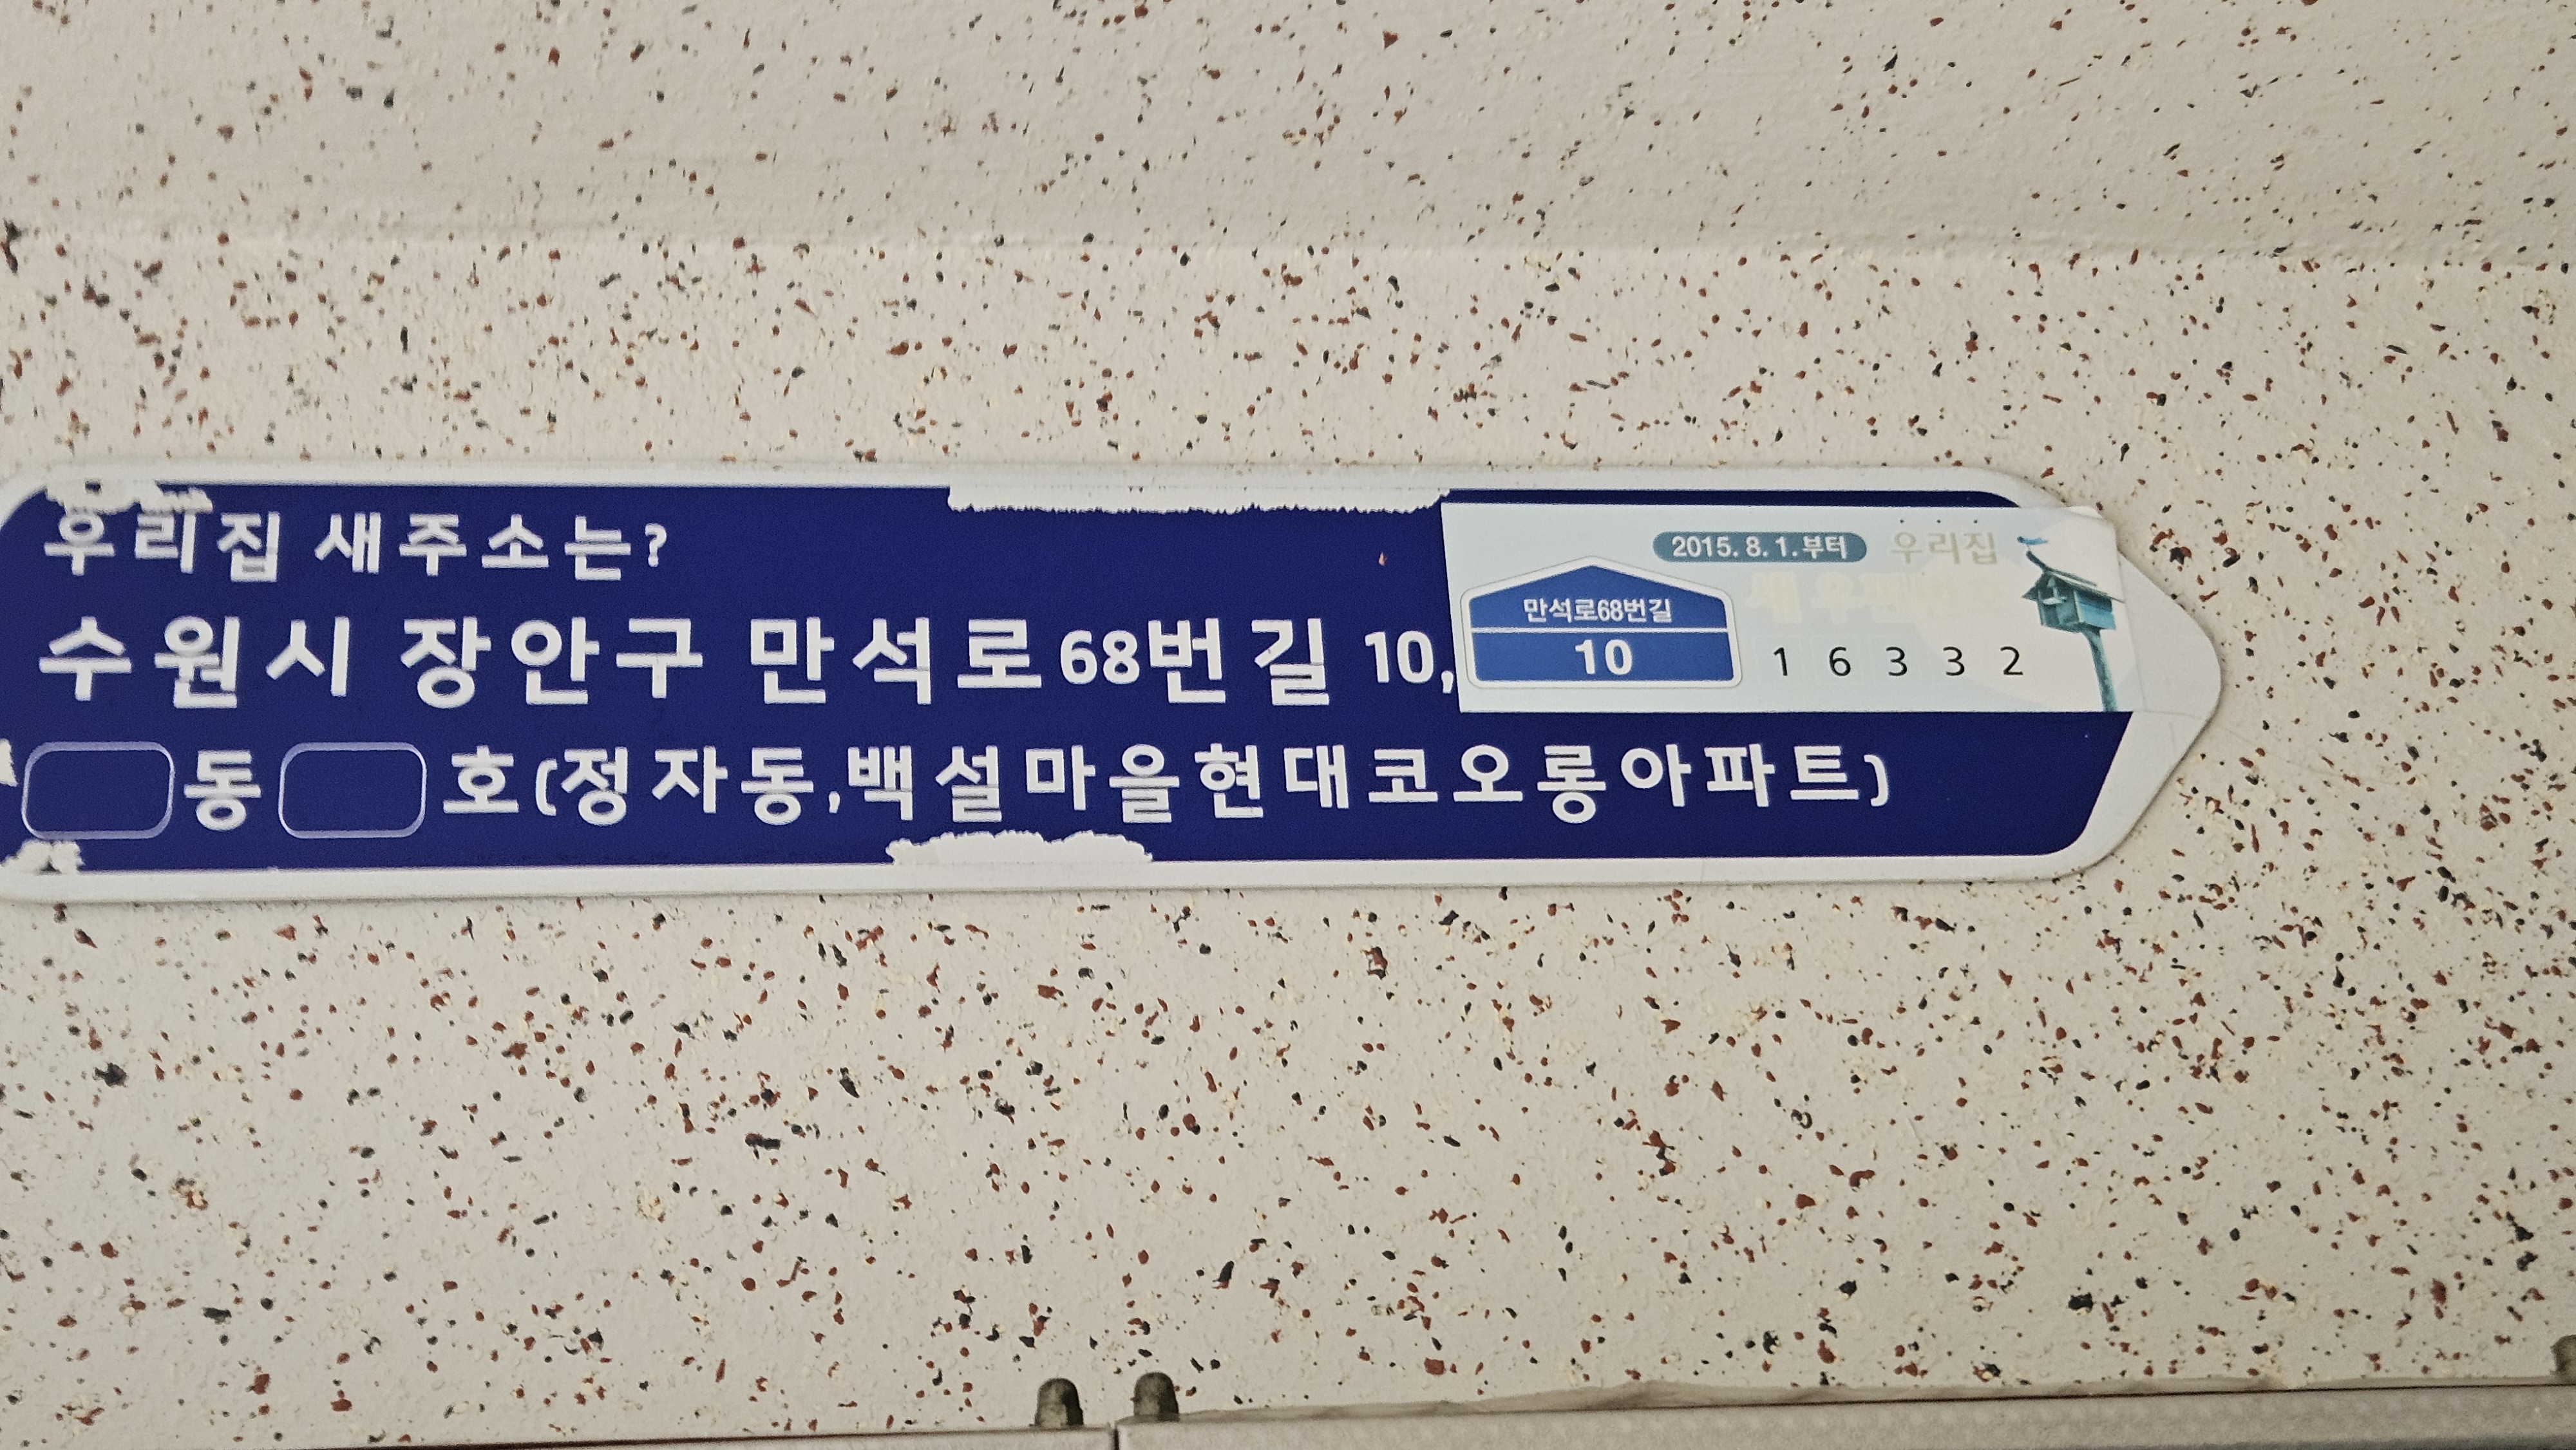 우리집 새주소는?
수원시 장안구 만석로68번길 10,
동 호(정자동,백설마을현대코오롱아파트)
2015. 8. 1.부터 우리집
만석로68번길
10
1 6 3 3 2